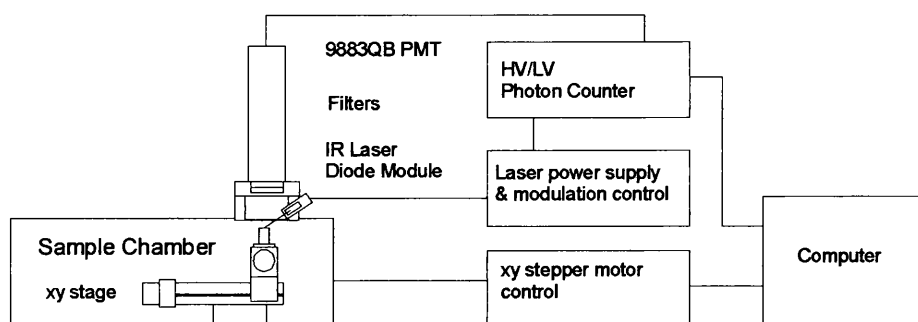 9883QB PMT
Filters
IR Laser
Diode Module
HV/LV
Photon Counter
Laser power supply
& modulation control
Sample Chamber
xy stage
xy stepper motor
control
Computer